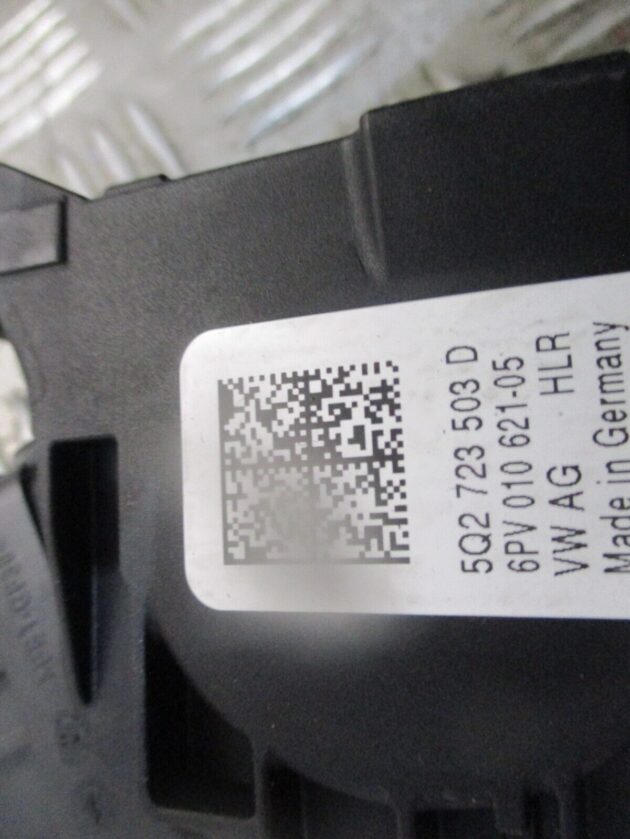 5Q2 723 503 D
6PV 010 621-05
VW AG HLR
Made in Germany